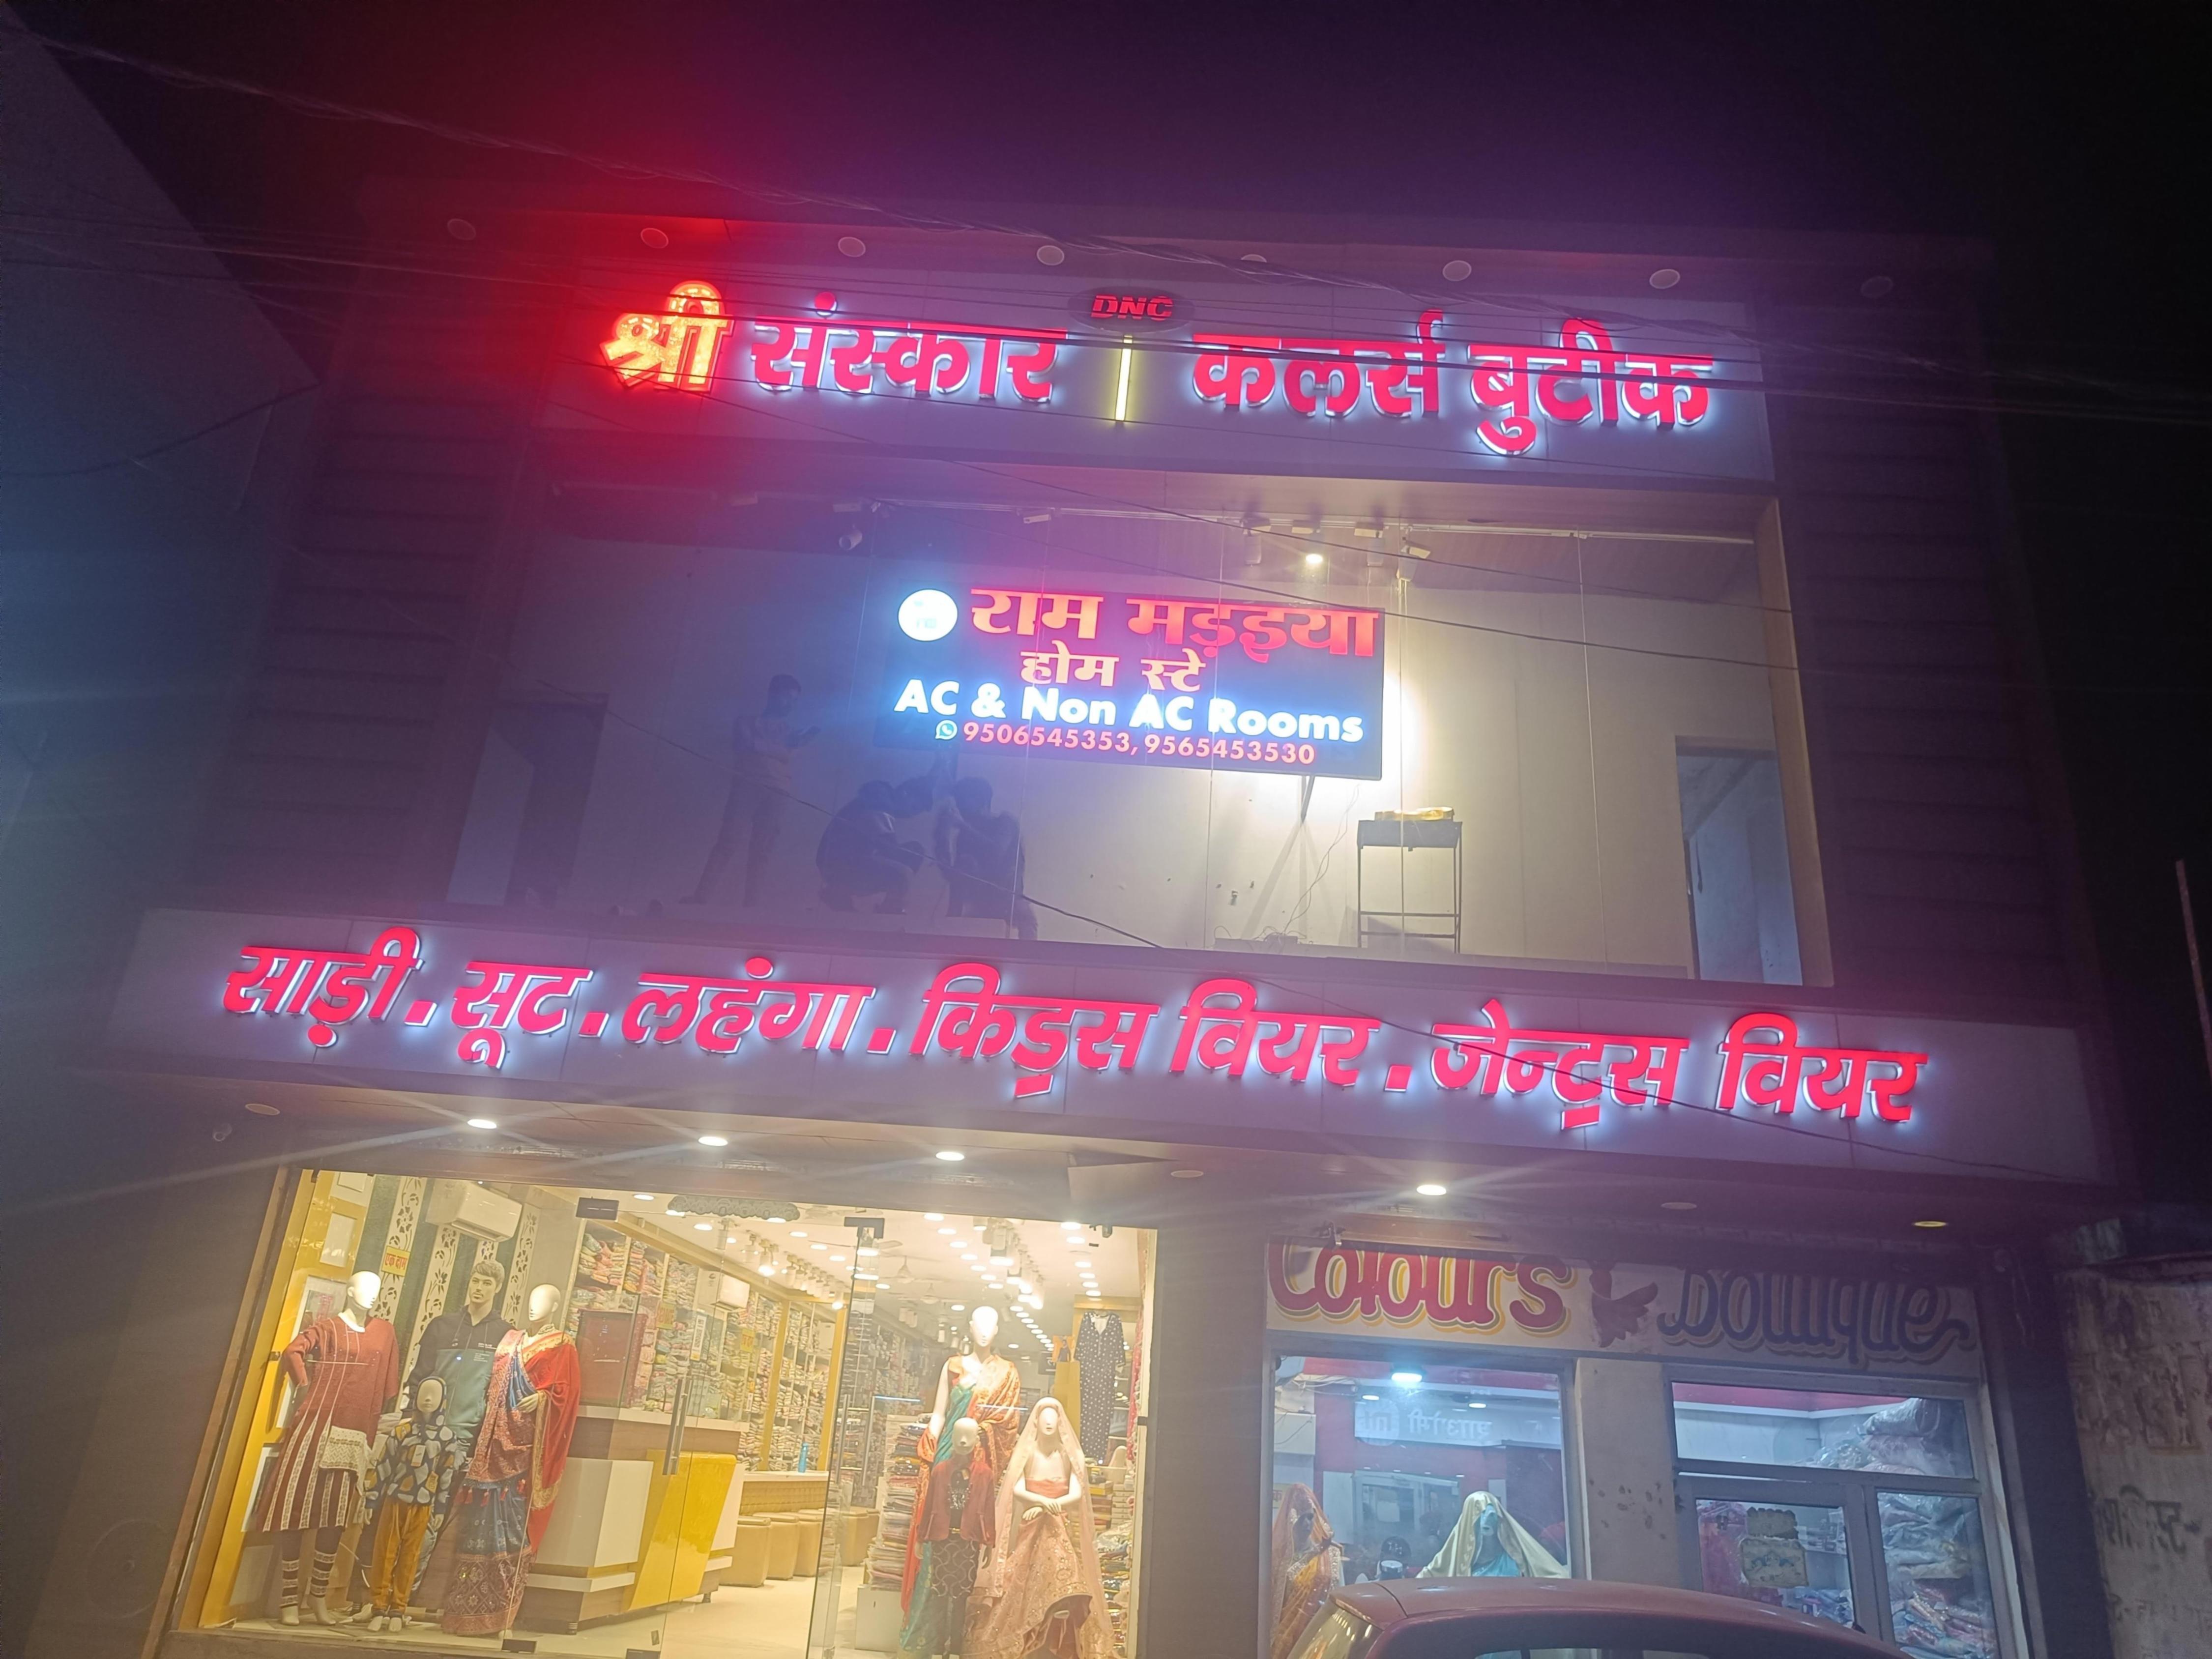 DNC
श्री संस्कार | कलर्स बुटीक
राम मड़इया
होम स्टे
AC & Non AC Rooms
9506545353, 9565453530
साड़ी . सूट . लहंगा . किड्स वियर . जेन्ट्स वियर
Colours Boutique